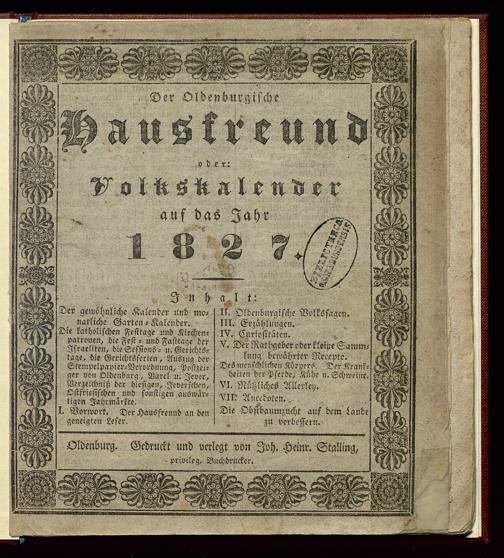 Der Oldenburgische
Hausfreund
oder:
Volkskalender
auf das Jahr
1827.
Inhalt:
Der gewöhnliche Kalender und mo-
natliche Garten-Kalender.
Die katholischen Festtage und Kirchen-
patronen, die Fest- und Fasttage der
Israeliten, die Sessions- u. Gerichts-
tage, die Gerichtsferien, Auszug der
Stempelpapier-Verordnung, Postzei-
ger von Oldenburg, Varel u. Jever,
Verzeichniß der hiesigen, Jeverschen,
Ostfriesischen und sonstigen auswär-
tigen Jahrmärkte.
I. Vorwort. Der Hausfreund an den
geneigten Leser.
II. Oldenburgische Volkssagen.
III. Erzählungen.
IV. Curiositäten.
V. Der Rathgeber oder kleine Samm-
lung bewährter Recepte.
Des menschlichen Körpers. Der Krank-
heiten der Pferde, Kühe u. Schweine.
VI. Nützliches Allerley.
VII. Anecdoten.
Die Obstbaumzucht auf dem Lande
zu verbessern.
Oldenburg. Gedruckt und verlegt von Joh. Heinr. Stalling,
privileg. Buchdrucker.